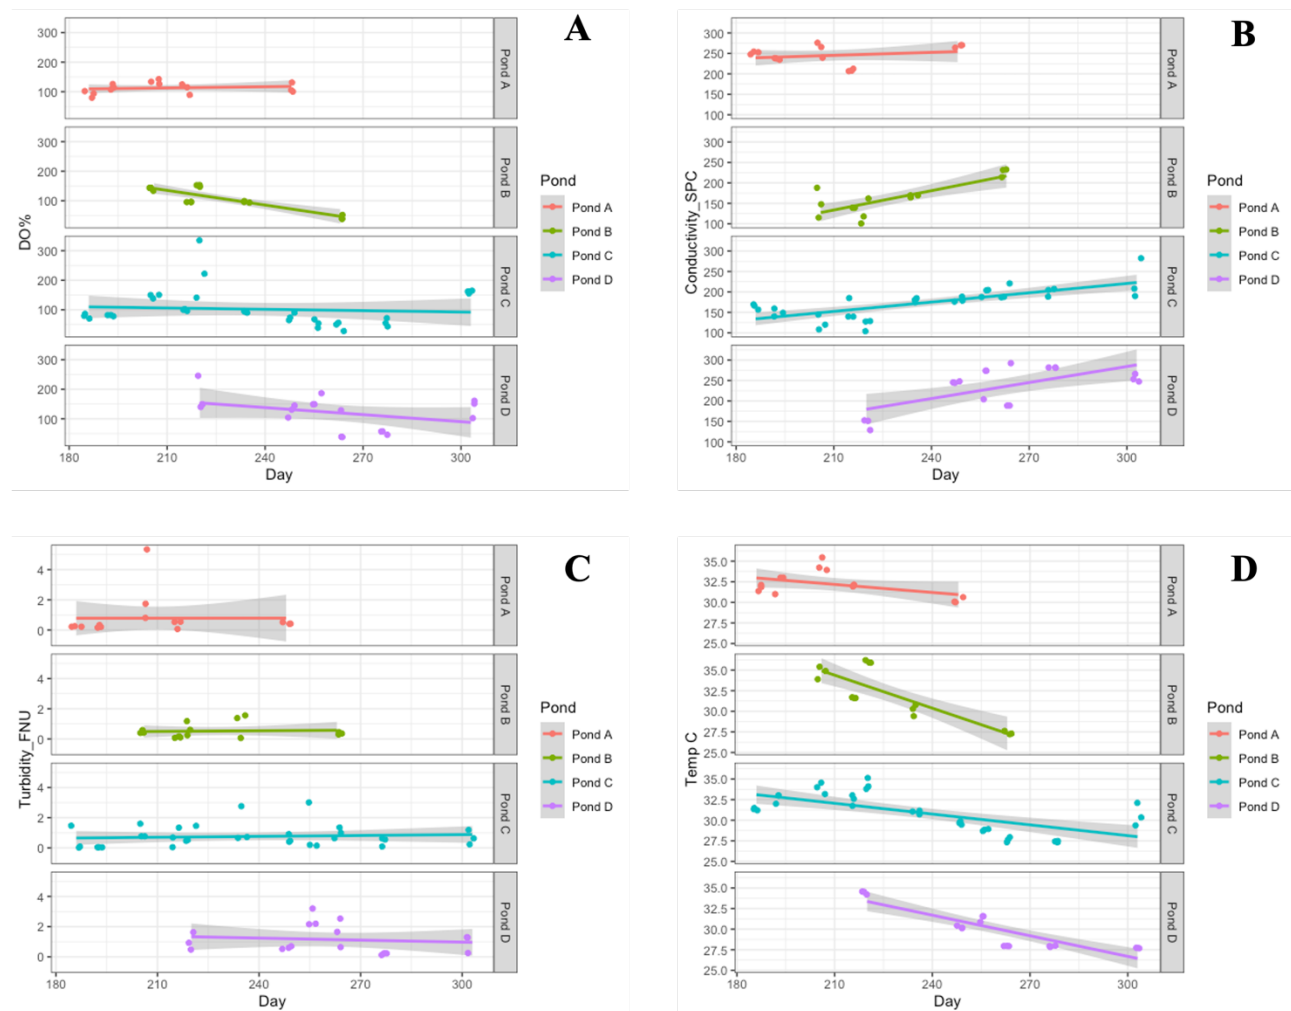 A
300
200
100
Pond A
300
200
100
Pond B
300
200
100
Pond C
300
200
100
Pond D
DO%
180 210 240 270 300
Day
Pond
Pond A
Pond B
Pond C
Pond D
B
300
250
200
150
100
Pond A
300
250
200
150
100
Pond B
300
250
200
150
100
Pond C
300
250
200
150
100
Pond D
Conductivity_SPC
180 210 240 270 300
Day
Pond
Pond A
Pond B
Pond C
Pond D
C
4
2
0
Pond A
4
2
0
Pond B
4
2
0
Pond C
4
2
0
Pond D
Turbidity_FNU
180 210 240 270 300
Day
Pond
Pond A
Pond B
Pond C
Pond D
D
35.0
32.5
30.0
27.5
25.0
Pond A
35.0
32.5
30.0
27.5
25.0
Pond B
35.0
32.5
30.0
27.5
25.0
Pond C
35.0
32.5
30.0
27.5
25.0
Pond D
Temp C
180 210 240 270 300
Day
Pond
Pond A
Pond B
Pond C
Pond D